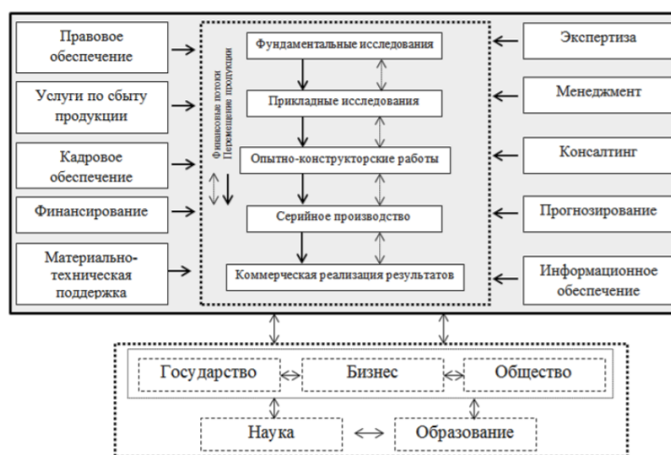 Правовое
обеспечение
Услуги по сбыту
продукции
Кадровое
обеспечение
Финансирование
Материально-
техническая
поддержка
Финансовые потоки
Перемещение продукции
Фундаментальные исследования
Прикладные исследования
Опытно-конструкторские работы
Серийное производство
Коммерческая реализация результатов
Экспертиза
Менеджмент
Консалтинг
Прогнозирование
Информационное
обеспечение
Государство
Бизнес
Общество
Наука
Образование